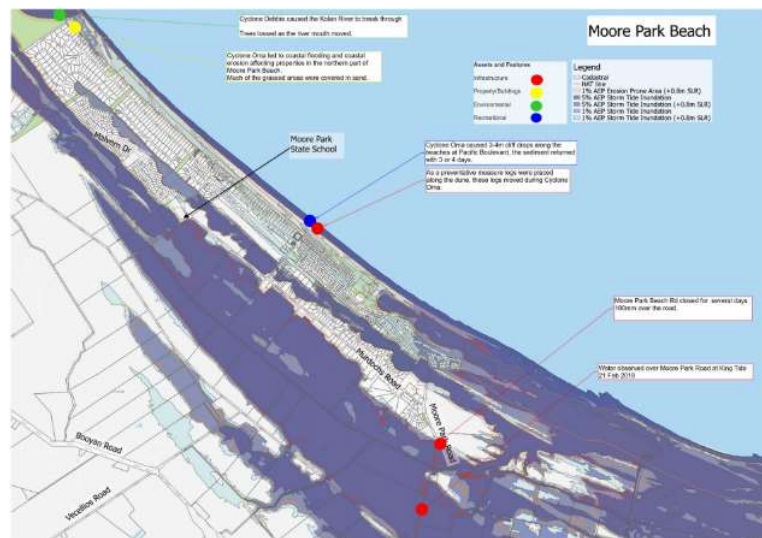 Moore Park Beach
Cyclone Debbie caused the Kolan River to break through
Trees lossed as the river mouth moved.
Cyclone Oma led to coastal flooding and coastal
erosion affecting properties in the northern part of
Moore Park Beach.
Much of the grassed areas were covered in sand.
Assets and Features
Infrastructure
Property/Buildings
Environmental
Recreational
Legend
Cadastral
HAT line
1% AEP Erosion Prone Area (+0.8m SLR)
5% AEP Storm Tide Inundation
5% AEP Storm Tide Inundation (+0.8m SLR)
1% AEP Storm Tide Inundation
1% AEP Storm Tide Inundation (+0.8m SLR)
Malvern Dr
Moore Park
State School
Cyclone Oma caused 3-4m cliff drops along the
beaches at Pacific Boulevard, the sediment returned
with 3 or 4 days.
As a preventative measure logs were placed
along the dune, these logs moved during Cyclone
Oma.
Moore Park Beach Rd closed for several days
100mm over the road.
Water observed over Moore Park Road at King Tide
Murdochs Road
Moore Park Road
Booyan Road
Vecellios Road